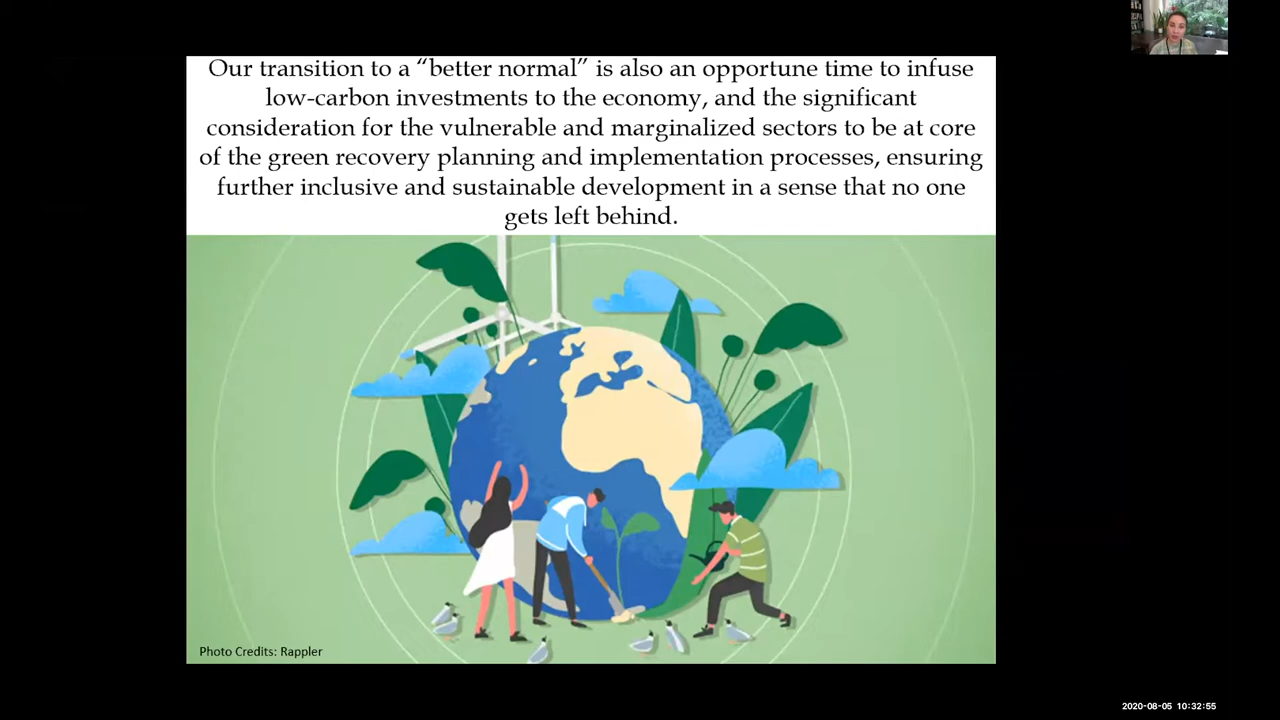 Our transition to a “better normal” is also an opportune time to infuse
low-carbon investments to the economy, and the significant
consideration for the vulnerable and marginalized sectors to be at core
of the green recovery planning and implementation processes, ensuring
further inclusive and sustainable development in a sense that no one
gets left behind.
Photo Credits: Rappler
2020-08-05 10:32:55